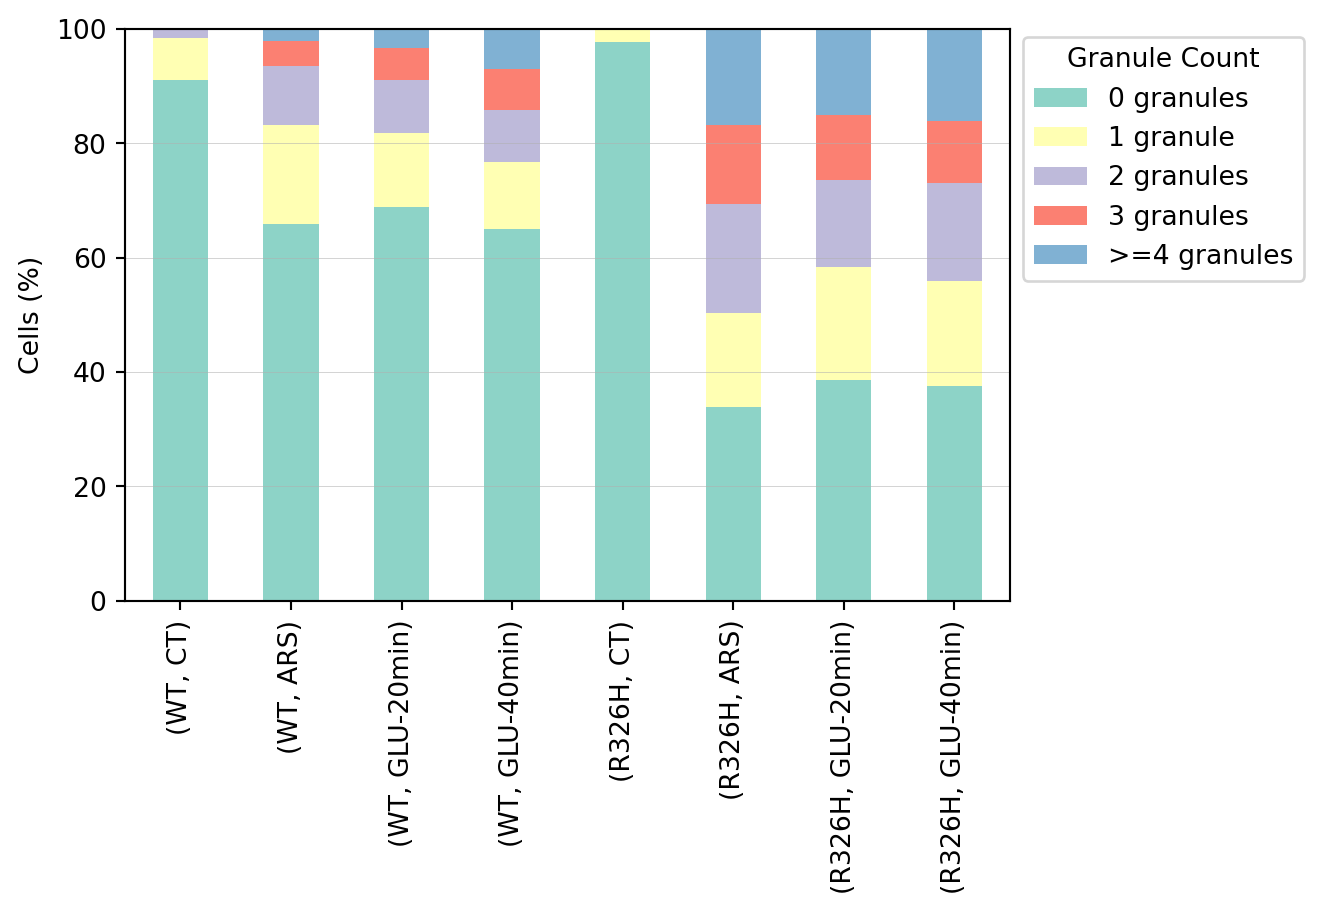 100
80
60
40
20
0
Cells (%)
(WT, CT)
(WT, ARS)
(WT, GLU-20min)
(WT, GLU-40min)
(R326H, CT)
(R326H, ARS)
(R326H, GLU-20min)
(R326H, GLU-40min)
Granule Count
0 granules
1 granule
2 granules
3 granules
>=4 granules